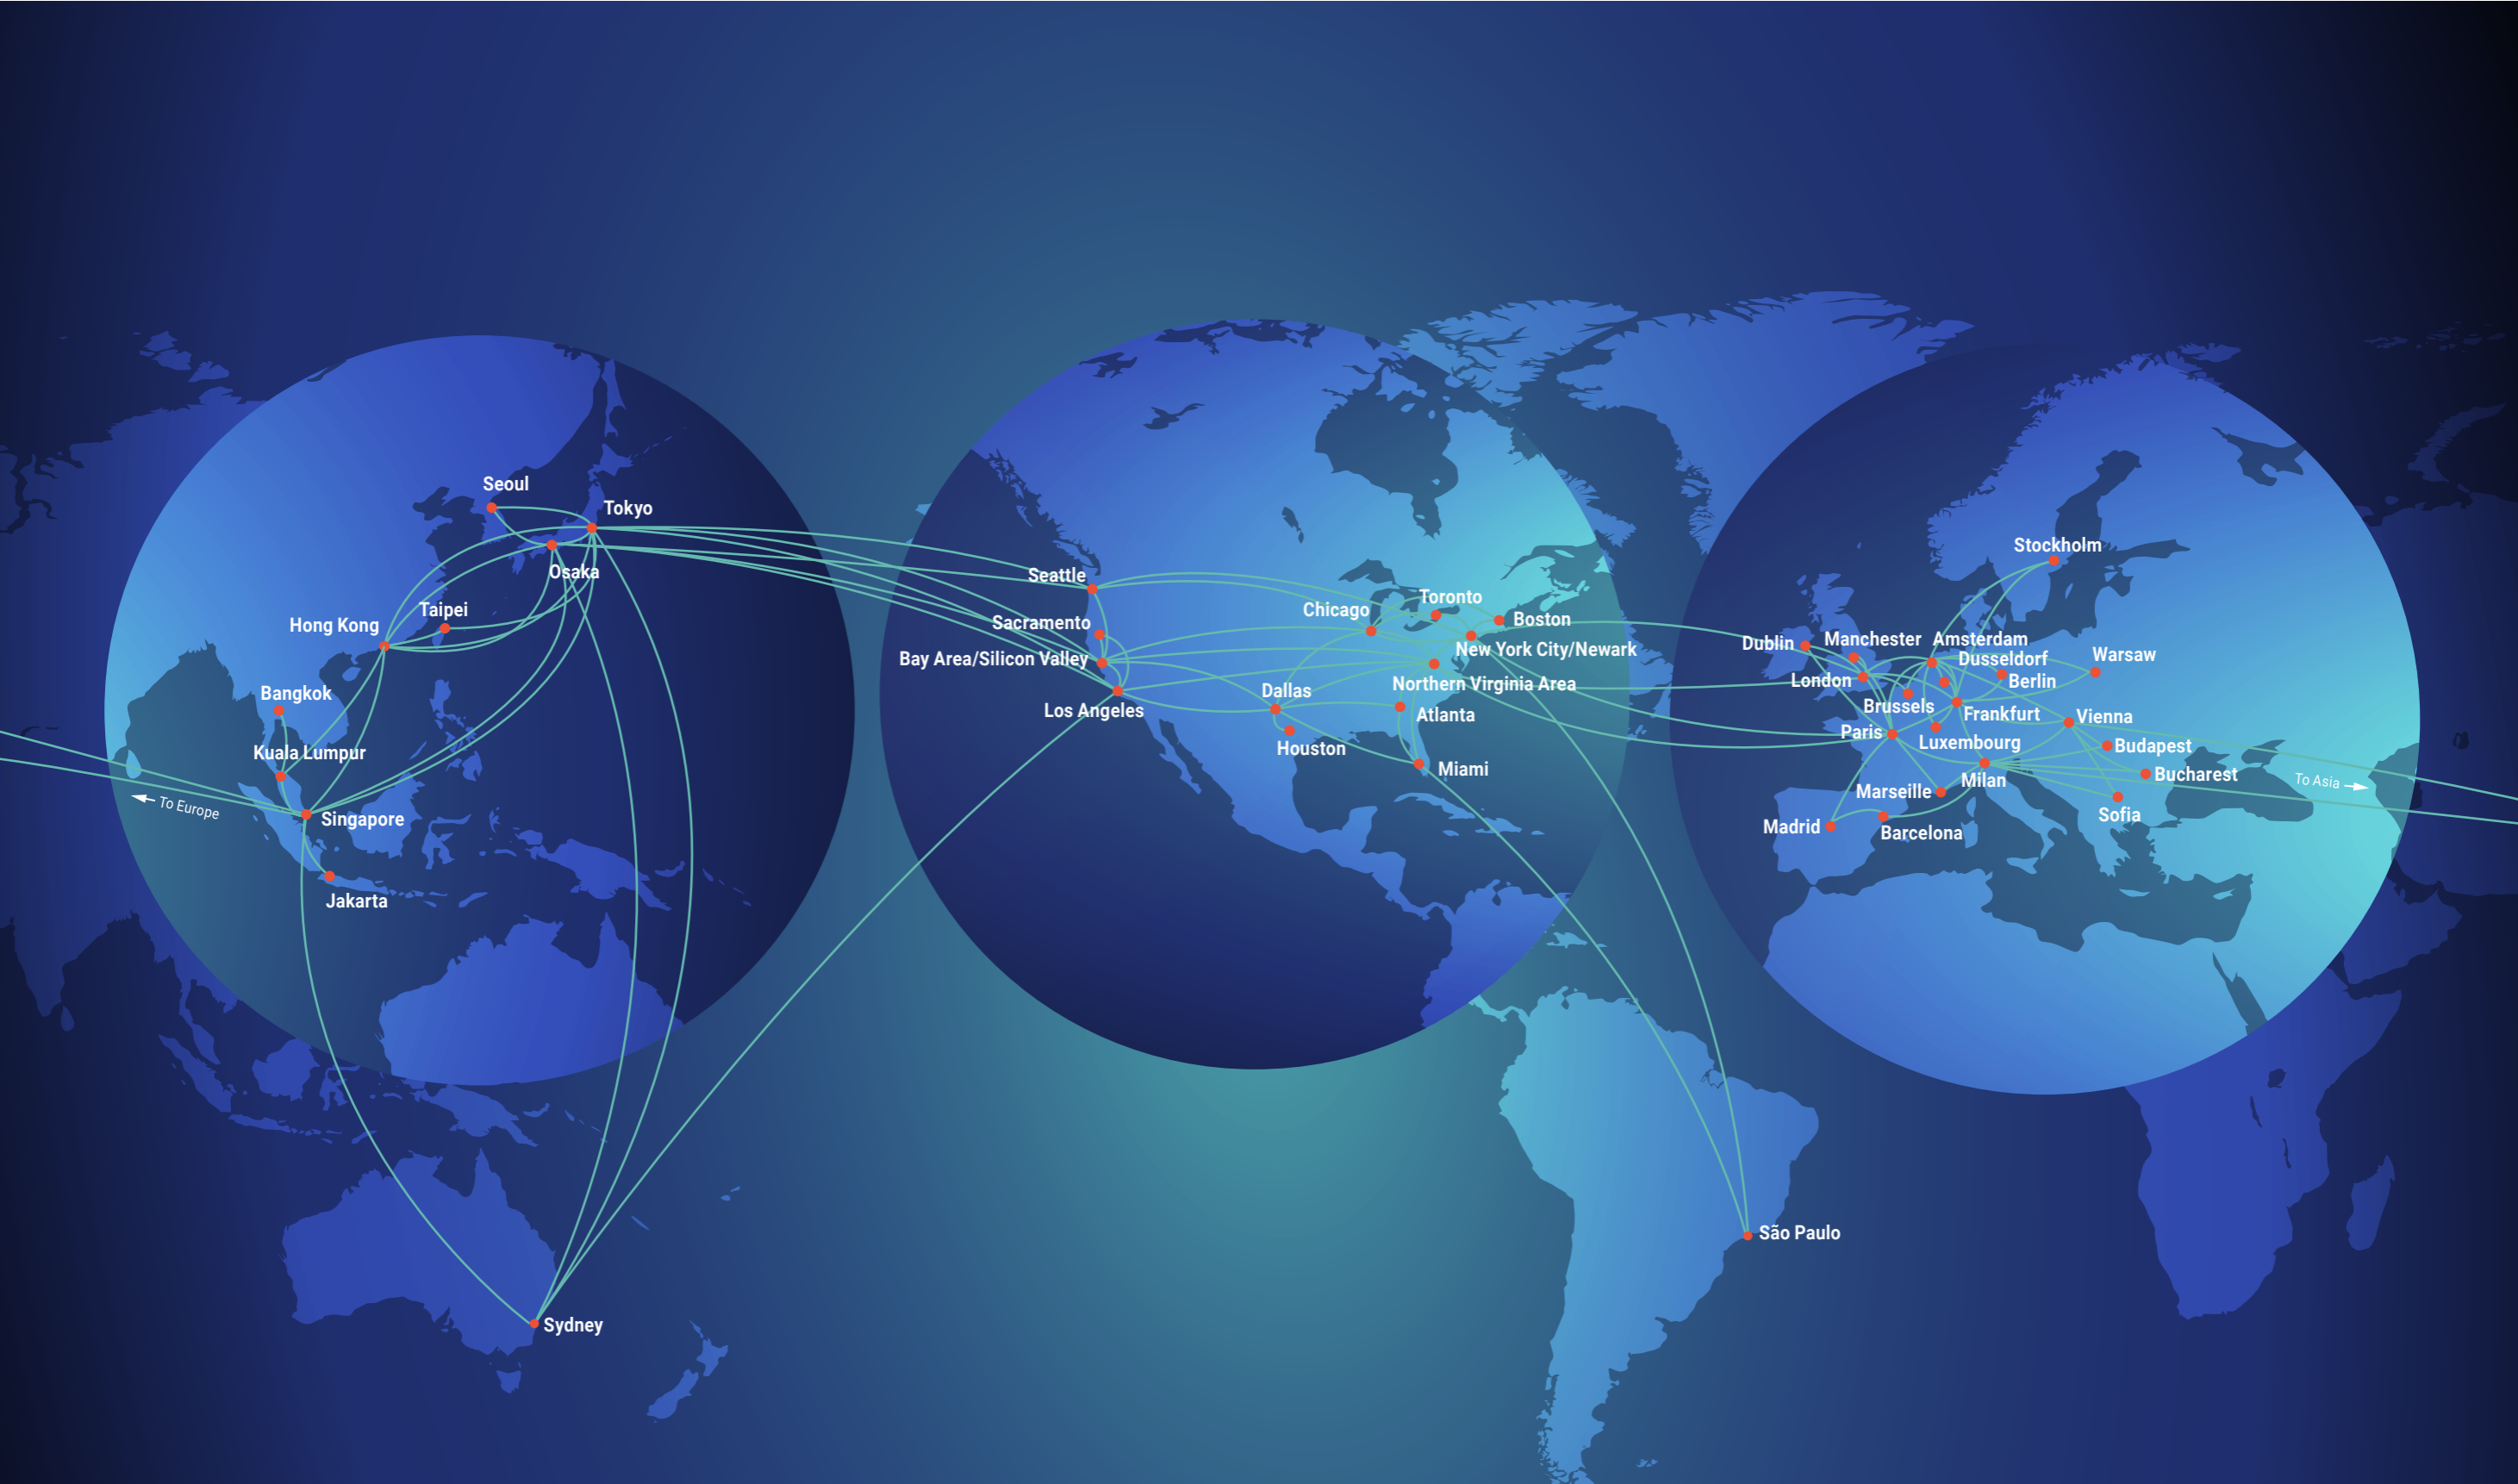 Seoul
Tokyo
Osaka
Taipei
Hong Kong
Bangkok
Kuala Lumpur
To Europe
Singapore
Jakarta
Sydney
Seattle
Sacramento
Bay Area/Silicon Valley
Los Angeles
Chicago
Toronto
Boston
New York City/Newark
Northern Virginia Area
Dallas
Atlanta
Houston
Miami
São Paulo
Stockholm
Dublin
Manchester
Amsterdam
Dusseldorf
Warsaw
London
Berlin
Brussels
Frankfurt
Vienna
Paris
Luxembourg
Budapest
Milan
Bucharest
To Asia
Marseille
Sofia
Madrid
Barcelona